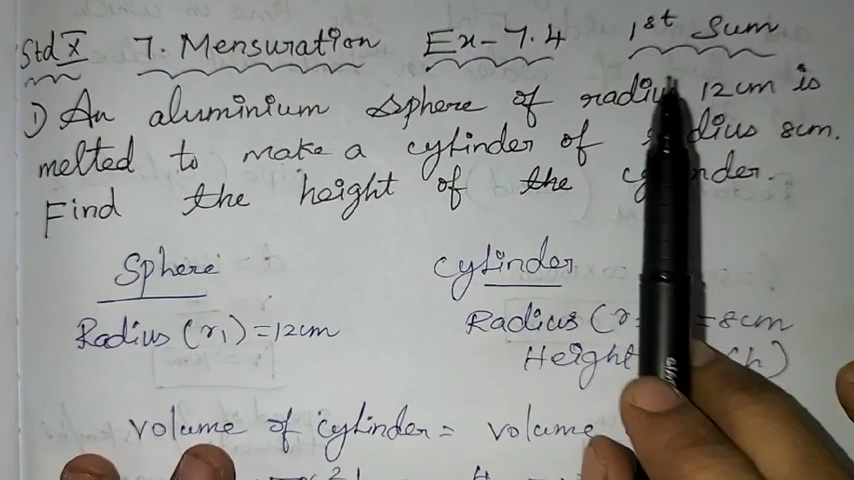 Std X 7. Mensuration Ex-7.4 1st Sum
1) An aluminium sphere of radius 12cm is
melted to make a cylinder of radius 8cm.
Find the height of the cylinder.
Sphere Cylinder
Radius (r1) = 12cm Radius = 8cm
Height (h)
volume of cylinder = volume